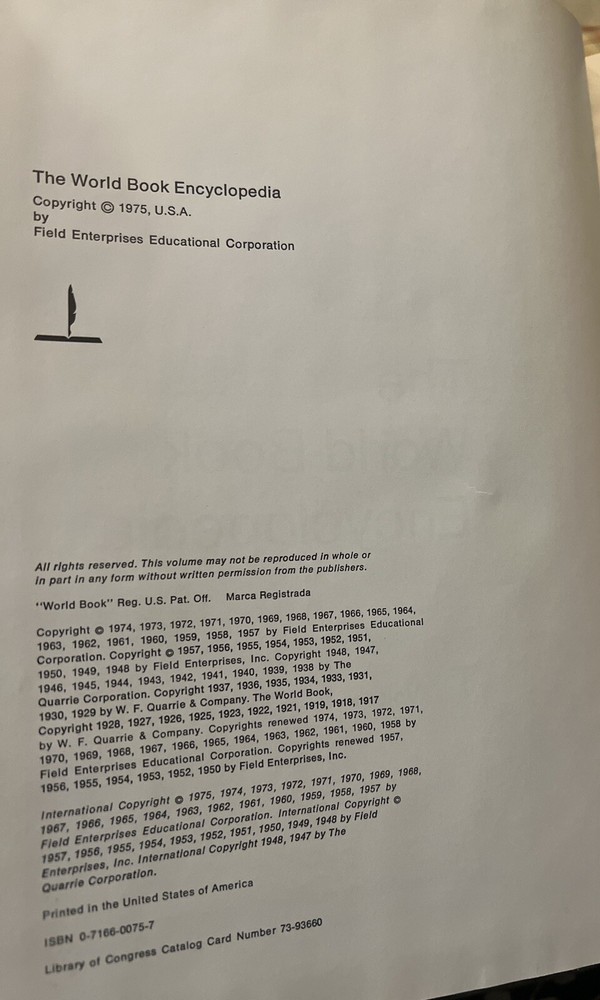 The World Book Encyclopedia
Copyright © 1975, U.S.A.
by
Field Enterprises Educational Corporation
All rights reserved. This volume may not be reproduced in whole or
in part in any form without written permission from the publishers.
"World Book" Reg. U.S. Pat. Off. Marca Registrada
Copyright © 1974, 1973, 1972, 1971, 1970, 1969, 1968, 1967, 1966, 1965, 1964,
1963, 1962, 1961, 1960, 1959, 1958, 1957 by Field Enterprises Educational
Corporation. Copyright © 1957, 1956, 1955, 1954, 1953, 1952, 1951,
1950, 1949, 1948 by Field Enterprises, Inc. Copyright 1948, 1947,
1946, 1945, 1944, 1943, 1942, 1941, 1940, 1939, 1938 by The
Quarrie Corporation. Copyright 1937, 1936, 1935, 1934, 1933, 1931,
1930, 1929 by W. F. Quarrie & Company. The World Book,
Copyright 1928, 1927, 1926, 1925, 1923, 1922, 1921, 1919, 1918, 1917
by W. F. Quarrie & Company. Copyrights renewed 1974, 1973, 1972, 1971,
1970, 1969, 1968, 1967, 1966, 1965, 1964, 1963, 1962, 1961, 1960, 1958 by
Field Enterprises Educational Corporation. Copyrights renewed 1957,
1956, 1955, 1954, 1953, 1952, 1950 by Field Enterprises, Inc.
International Copyright © 1975, 1974, 1973, 1972, 1971, 1970, 1969, 1968,
1967, 1966, 1965, 1964, 1963, 1962, 1961, 1960, 1959, 1958, 1957 by
Field Enterprises Educational Corporation. International Copyright ©
1957, 1956, 1955, 1954, 1953, 1952, 1951, 1950, 1949, 1948 by Field
Enterprises, Inc. International Copyright 1948, 1947 by The
Quarrie Corporation.
Printed in the United States of America
ISBN 0-7166-0075-7
Library of Congress Catalog Card Number 73-93660